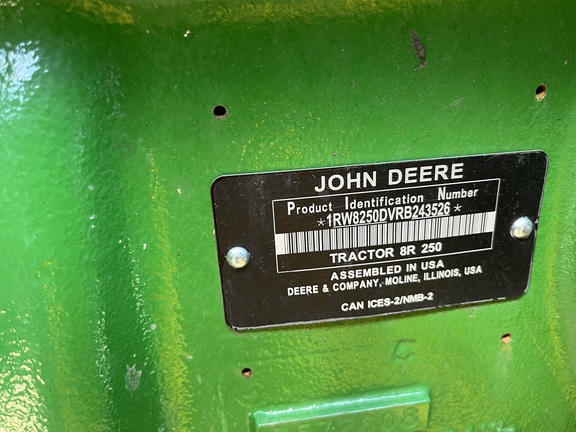 JOHN DEERE
Product Identification Number
*1RW8250DVRB243526*
TRACTOR 8R 250
ASSEMBLED IN USA
DEERE & COMPANY, MOLINE, ILLINOIS, USA
CAN ICES-2/NMB-2